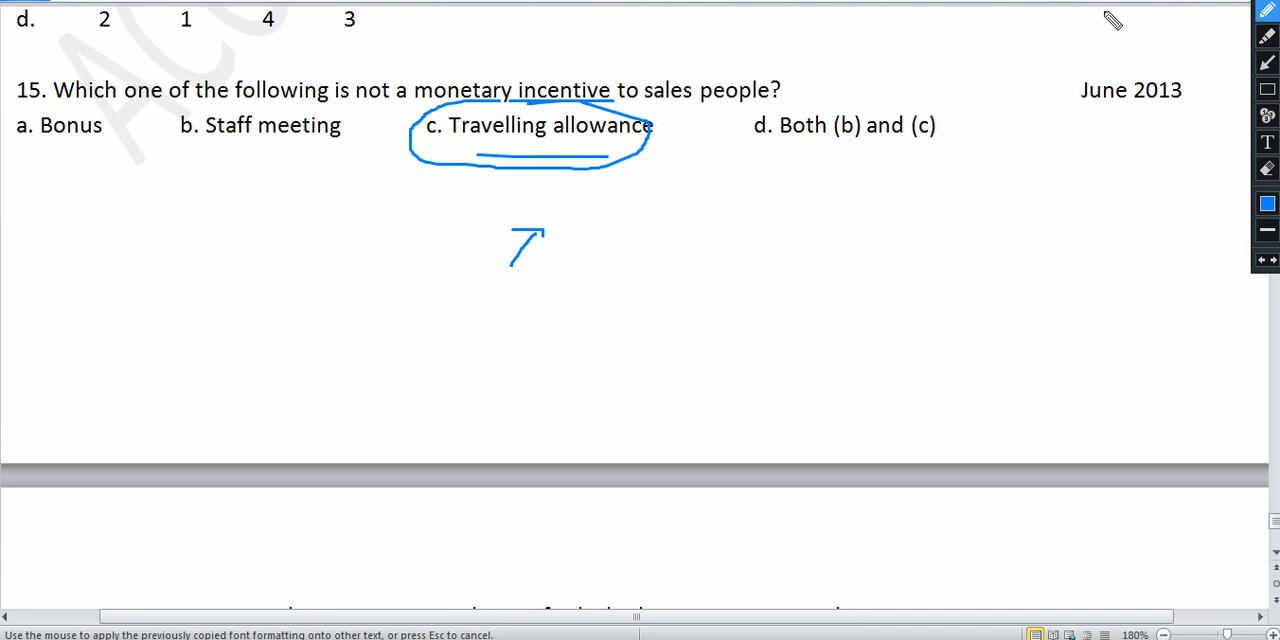 d. 2 1 4 3
15. Which one of the following is not a monetary incentive to sales people? June 2013
a. Bonus b. Staff meeting c. Travelling allowance d. Both (b) and (c)
T
Use the mouse to apply the previously copied font formatting onto other text, or press Esc to cancel. 180%